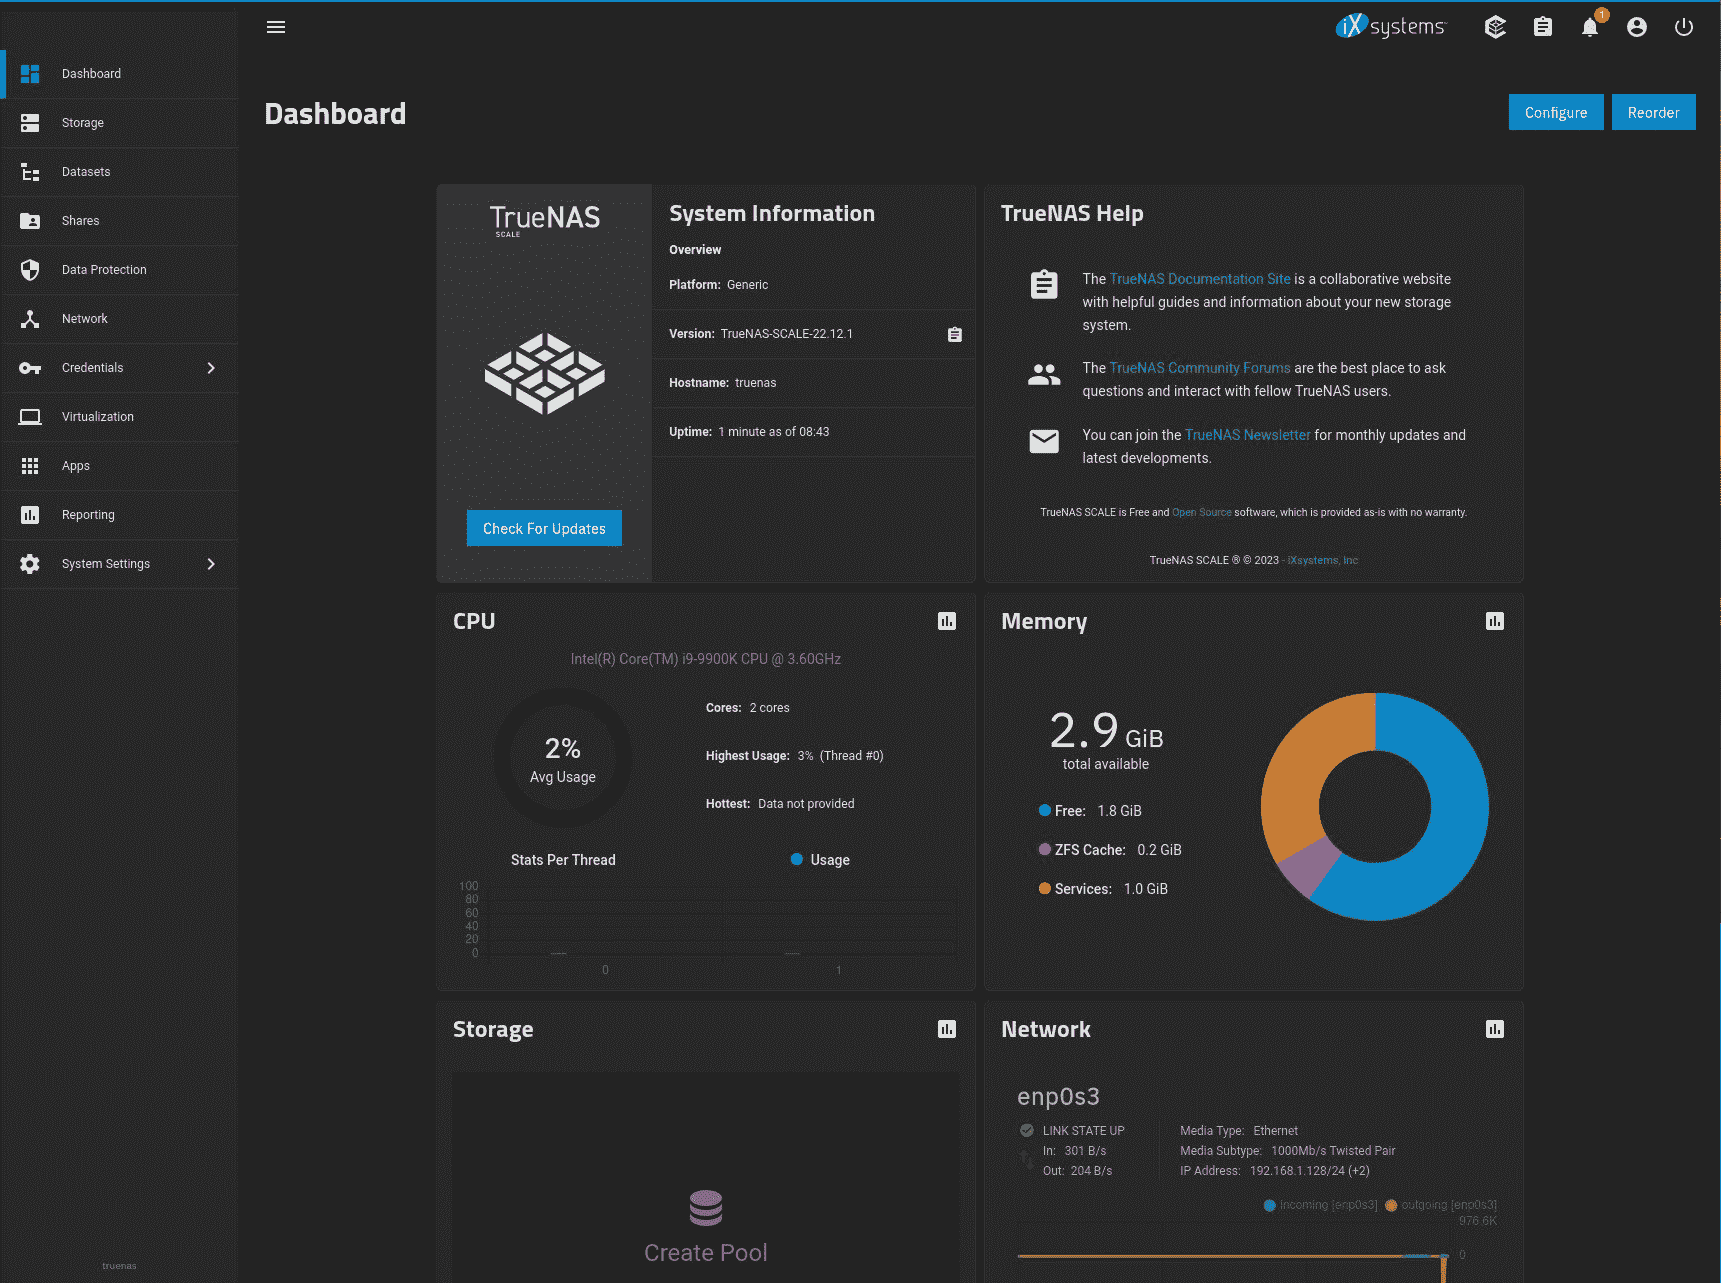 iXsystems
1
Dashboard
Storage
Datasets
Shares
Data Protection
Network
Credentials
Virtualization
Apps
Reporting
System Settings
truenas
Dashboard
Configure
Reorder
TrueNAS
SCALE
Check For Updates
System Information
Overview
Platform: Generic
Version: TrueNAS-SCALE-22.12.1
Hostname: truenas
Uptime: 1 minute as of 08:43
TrueNAS Help
The TrueNAS Documentation Site is a collaborative website
with helpful guides and information about your new storage
system.
The TrueNAS Community Forums are the best place to ask
questions and interact with fellow TrueNAS users.
You can join the TrueNAS Newsletter for monthly updates and
latest developments.
TrueNAS SCALE is Free and Open Source software, which is provided as-is with no warranty.
TrueNAS SCALE ® © 2023 - iXsystems, Inc
CPU
Intel(R) Core(TM) i9-9900K CPU @ 3.60GHz
2%
Avg Usage
Cores: 2 cores
Highest Usage: 3% (Thread #0)
Hottest: Data not provided
Stats Per Thread
Usage
100
80
60
40
20
0
0
1
Memory
2.9 GiB
total available
Free: 1.8 GiB
ZFS Cache: 0.2 GiB
Services: 1.0 GiB
Storage
Create Pool
Network
enp0s3
LINK STATE UP
In: 301 B/s
Out: 204 B/s
Media Type: Ethernet
Media Subtype: 1000Mb/s Twisted Pair
IP Address: 192.168.1.128/24 (+2)
incoming [enp0s3]
outgoing [enp0s3]
976.6K
0